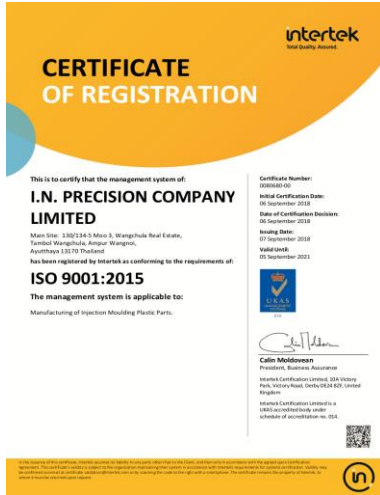 intertek
Total Quality. Assured.
CERTIFICATE
OF REGISTRATION
This is to certify that the management system of:
I.N. PRECISION COMPANY
LIMITED
Main Site: 130/134-5 Moo 3, Wangchula Real Estate,
Tambol Wangchula, Ampur Wangnoi,
Ayutthaya 13170 Thailand
has been registered by Intertek as conforming to the requirements of:
ISO 9001:2015
The management system is applicable to:
Manufacturing of Injection Moulding Plastic Parts.
Certificate Number:
0080680-00
Initial Certification Date:
06 September 2018
Date of Certification Decision:
06 September 2018
Issuing Date:
07 September 2018
Valid Until:
05 September 2021
UKAS
MANAGEMENT
SYSTEMS
014
Calin Moldovean
President, Business Assurance
Intertek Certification Limited, 10A Victory
Park, Victory Road, Derby DE24 8ZF, United
Kingdom
Intertek Certification Limited is a
UKAS accredited body under
schedule of accreditation no. 014.